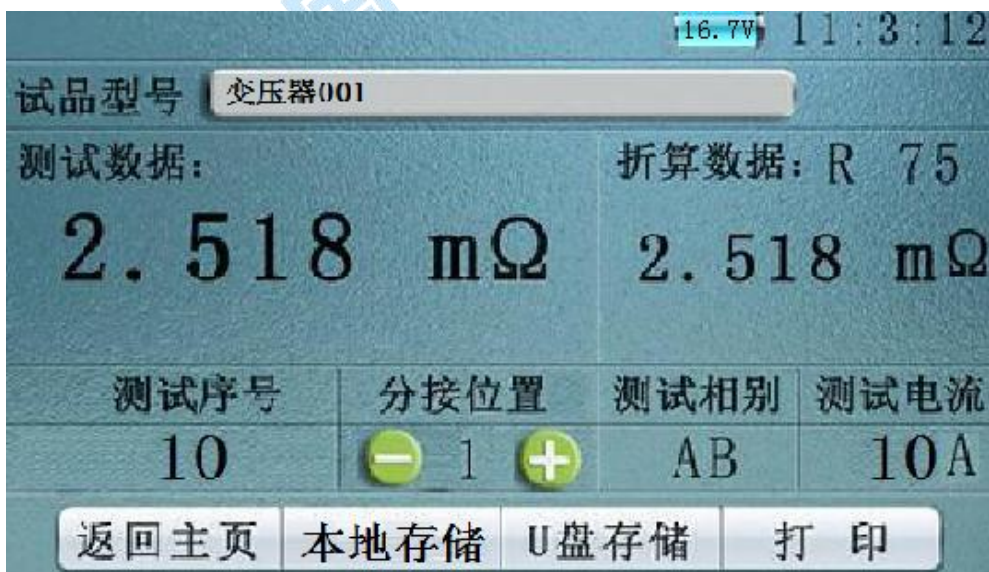 16.7V 11:3:12
试品型号 变压器001
测试数据: 折算数据: R 75
2.518 mΩ 2.518 mΩ
测试序号 分接位置 测试相别 测试电流
10 1 AB 10A
返回主页 本地存储 U盘存储 打 印